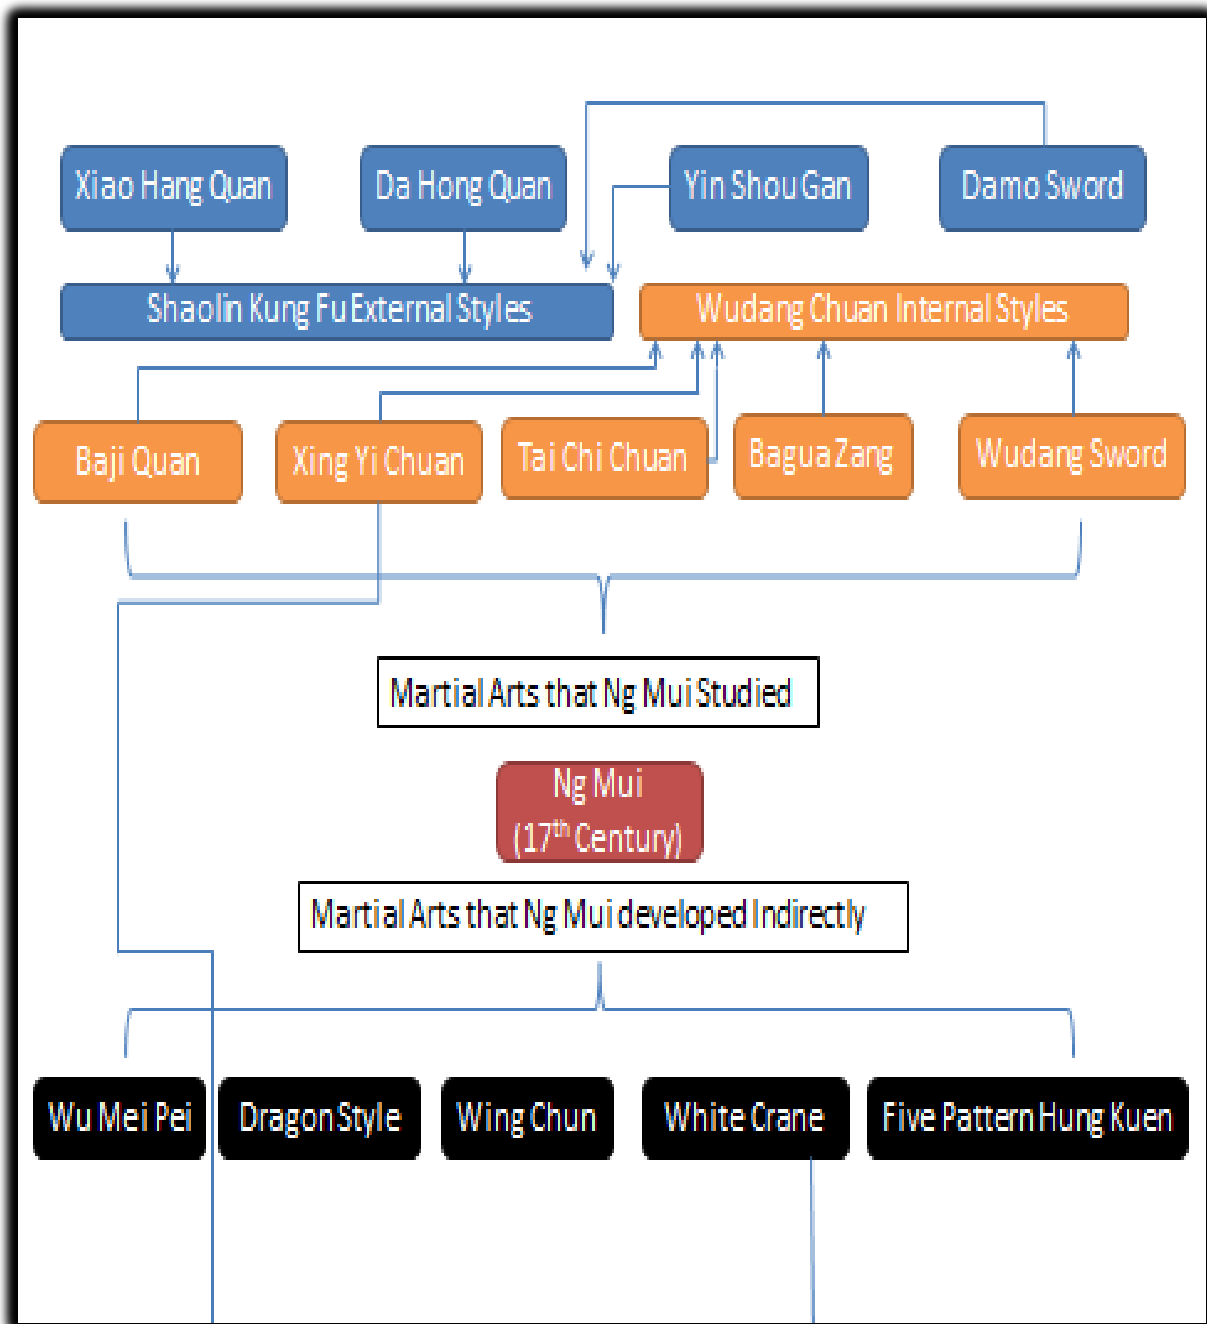 Xiao Hang Quan
Da Hong Quan
Yin Shou Gan
Damo Sword
Shaolin Kung Fu External Styles
Wudang Chuan Internal Styles
Baji Quan
Xing Yi Chuan
Tai Chi Chuan
Bagua Zang
Wudang Sword
Martial Arts that Ng Mui Studied
Ng Mui
(17th Century)
Martial Arts that Ng Mui developed Indirectly
Wu Mei Pei
Dragon Style
Wing Chun
White Crane
Five Pattern Hung Kuen